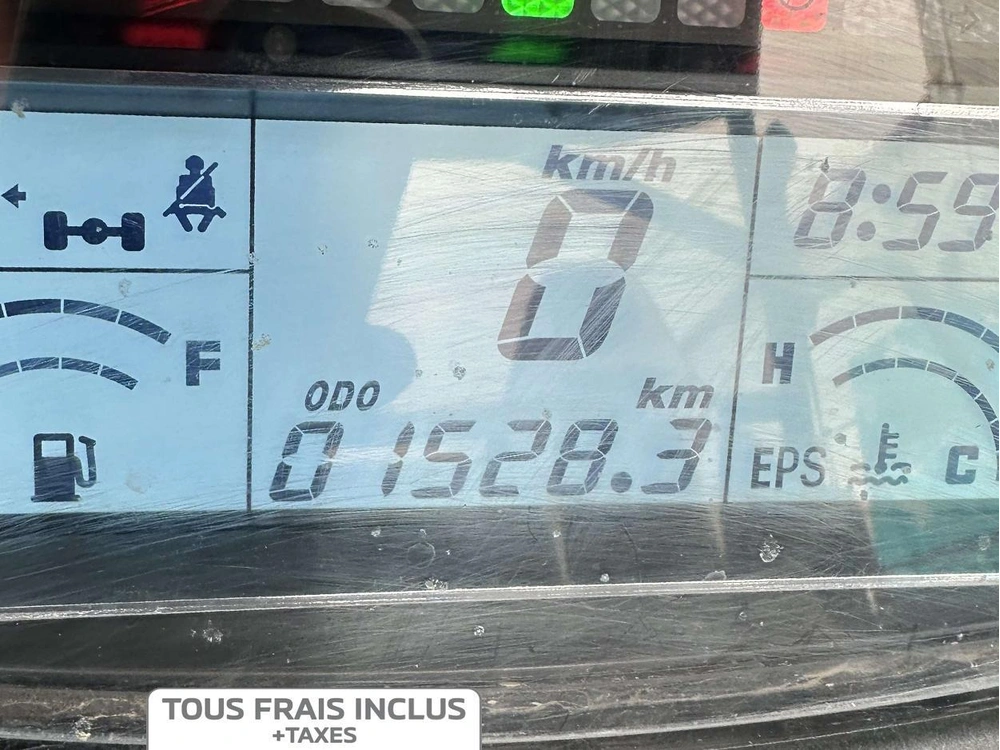 km/h
0
8:59
F
H
ODO km
01528.3
EPS C
TOUS FRAIS INCLUS
+TAXES